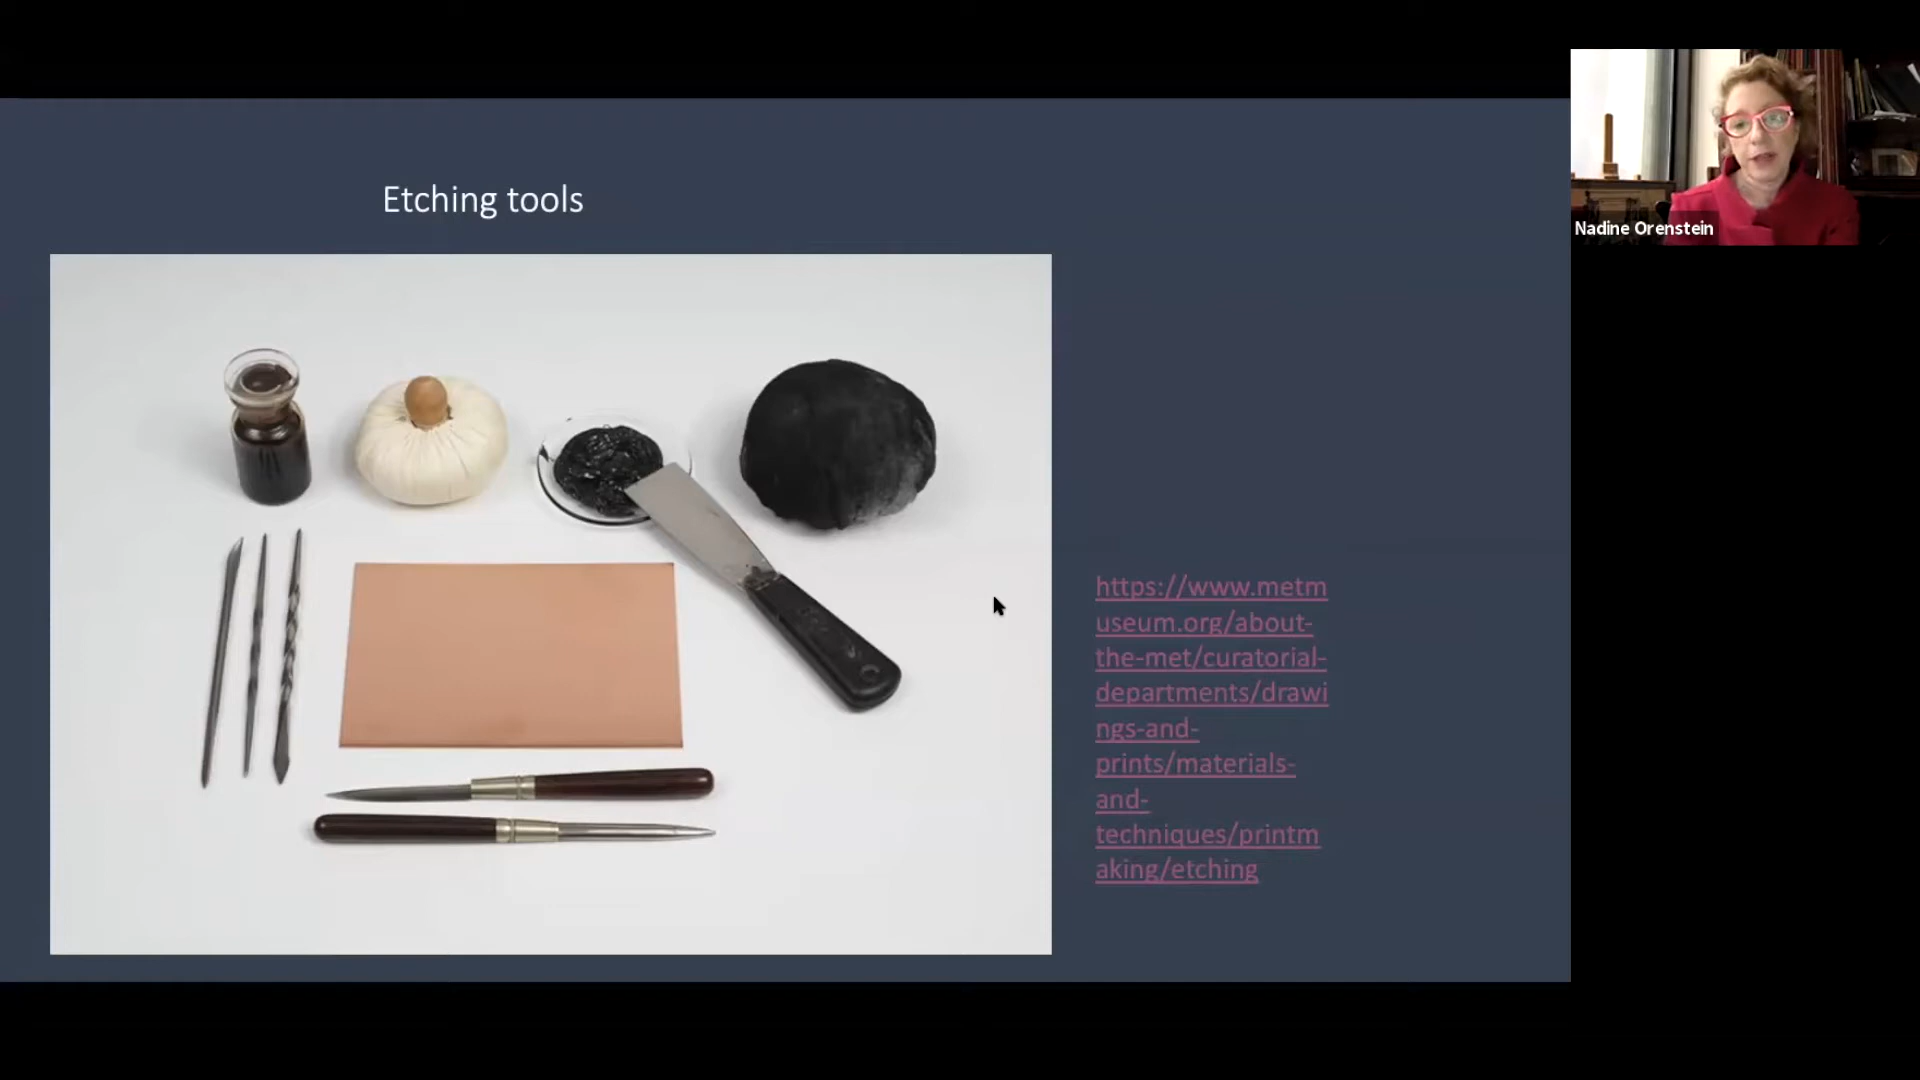 Etching tools
Nadine Orenstein
https://www.metm
useum.org/about-
the-met/curatorial-
departments/drawi
ngs-and-
prints/materials-
and-
techniques/printm
aking/etching